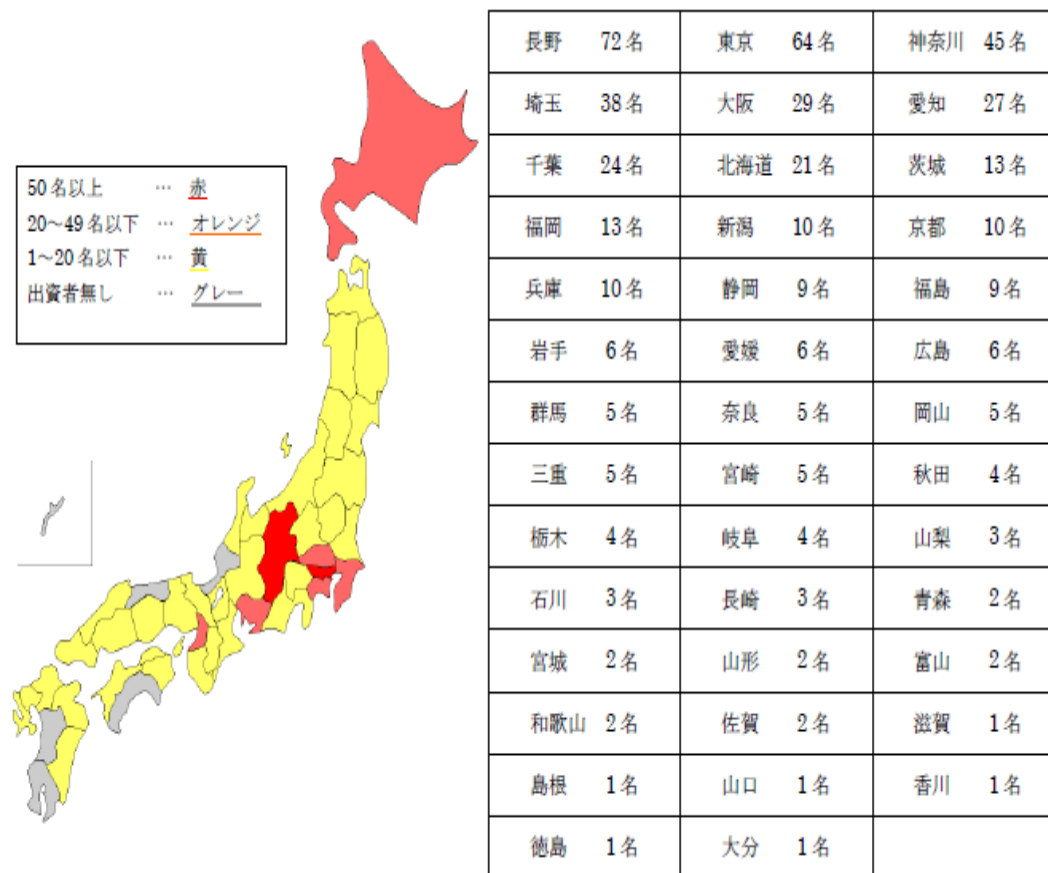 50名以上 … 赤
20～49名以下 … オレンジ
1～20名以下 … 黄
出資者無し … グレー
長野 72名 東京 64名 神奈川 45名
埼玉 38名 大阪 29名 愛知 27名
千葉 24名 北海道 21名 茨城 13名
福岡 13名 新潟 10名 京都 10名
兵庫 10名 静岡 9名 福島 9名
岩手 6名 愛媛 6名 広島 6名
群馬 5名 奈良 5名 岡山 5名
三重 5名 宮崎 5名 秋田 4名
栃木 4名 岐阜 4名 山梨 3名
石川 3名 長崎 3名 青森 2名
宮城 2名 山形 2名 富山 2名
和歌山 2名 佐賀 2名 滋賀 1名
島根 1名 山口 1名 香川 1名
徳島 1名 大分 1名